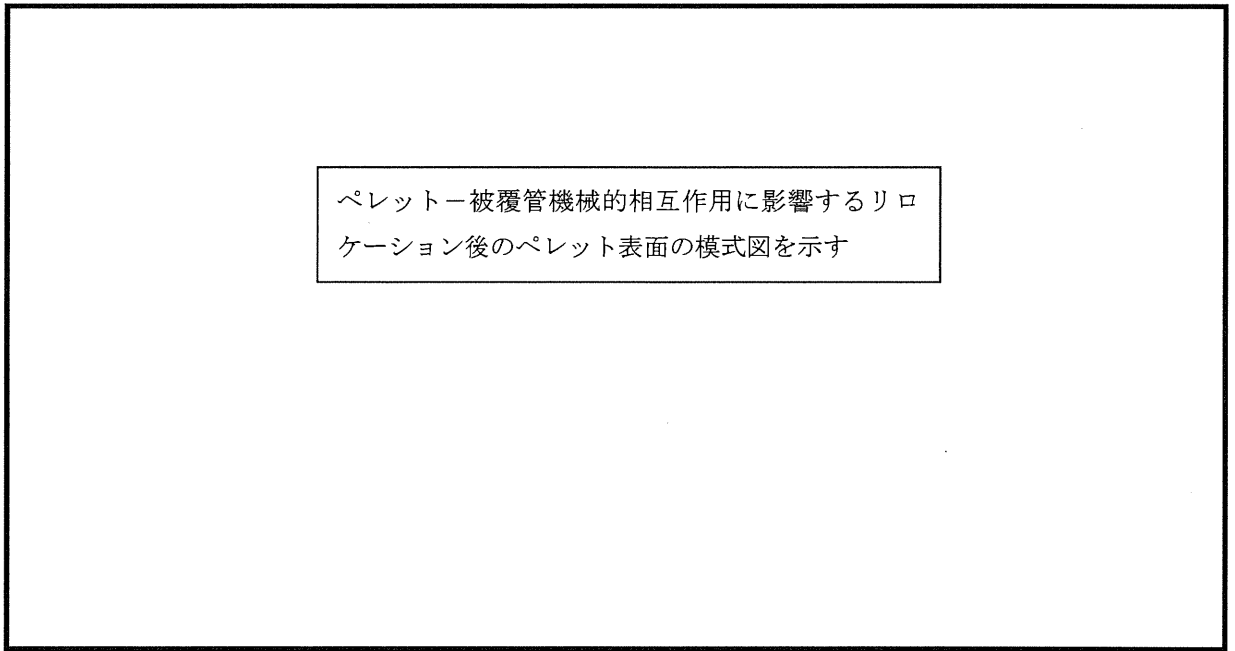 ペレット－被覆管機械的相互作用に影響するリロ
ケーション後のペレット表面の模式図を示す